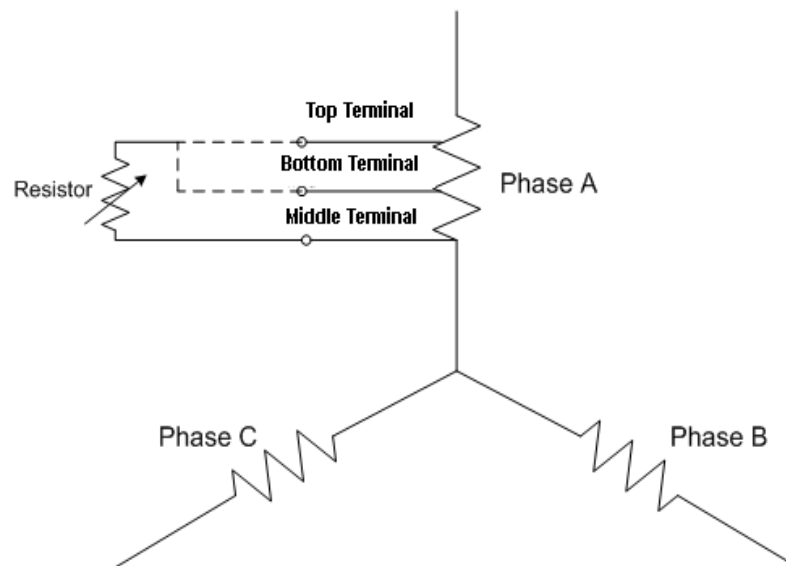 Top Terminal
Bottom Terminal
Resistor
Phase A
Middle Terminal
Phase C
Phase B